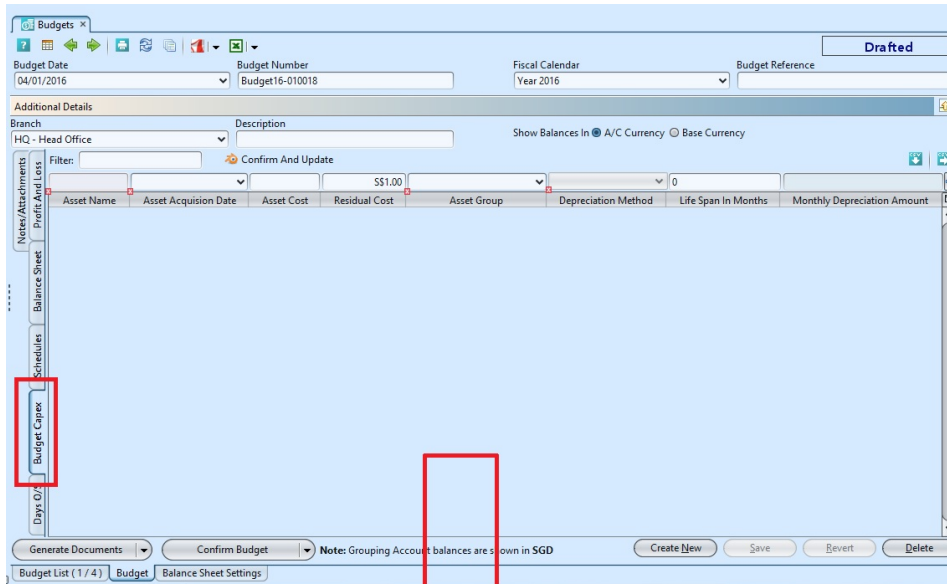 Budgets
Drafted
Budget Date Budget Number Fiscal Calendar Budget Reference
04/01/2016 Budget16-010018 Year 2016
Additional Details
Branch Description
HQ - Head Office Show Balances In A/C Currency Base Currency
Filter: Confirm And Update
S$1.00 0
Asset Name Asset Acquision Date Asset Cost Residual Cost Asset Group Depreciation Method Life Span In Months Monthly Depreciation Amount
Notes/Attachments
Profit And Loss
Balance Sheet
Schedules
Budget Capex
Days O/S
Generate Documents Confirm Budget Note: Grouping Account balances are shown in SGD Create New Save Revert Delete
Budget List ( 1 / 4 ) Budget Balance Sheet Settings